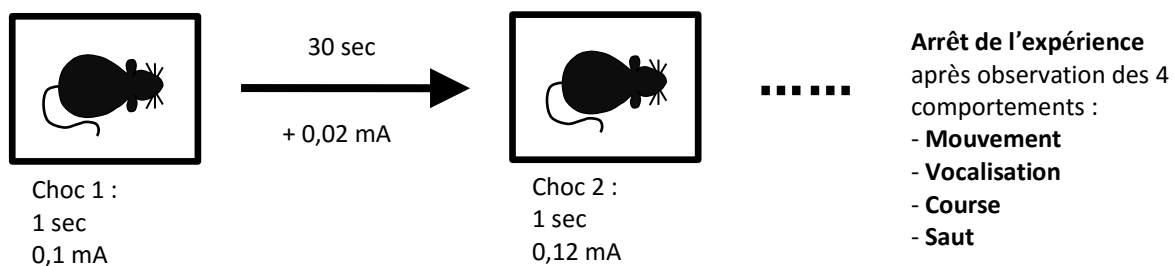 30 sec
+ 0,02 mA
Choc 1 :
1 sec
0,1 mA
Choc 2 :
1 sec
0,12 mA
Arrêt de l’expérience
après observation des 4
comportements :
- Mouvement
- Vocalisation
- Course
- Saut